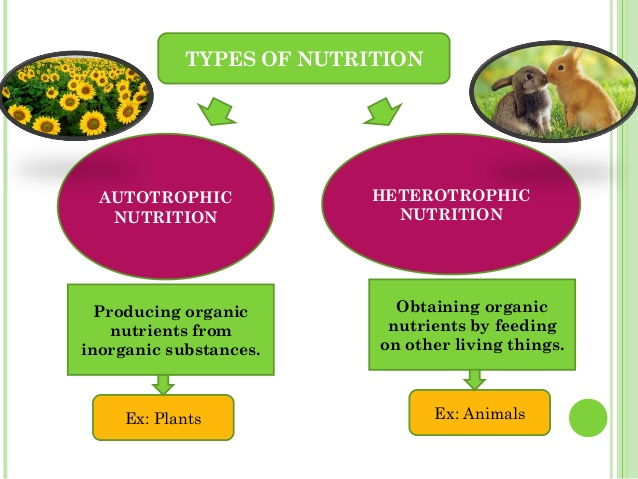 TYPES OF NUTRITION
AUTOTROPHIC
NUTRITION
HETEROTROPHIC
NUTRITION
Producing organic
nutrients from
inorganic substances.
Obtaining organic
nutrients by feeding
on other living things.
Ex: Plants
Ex: Animals